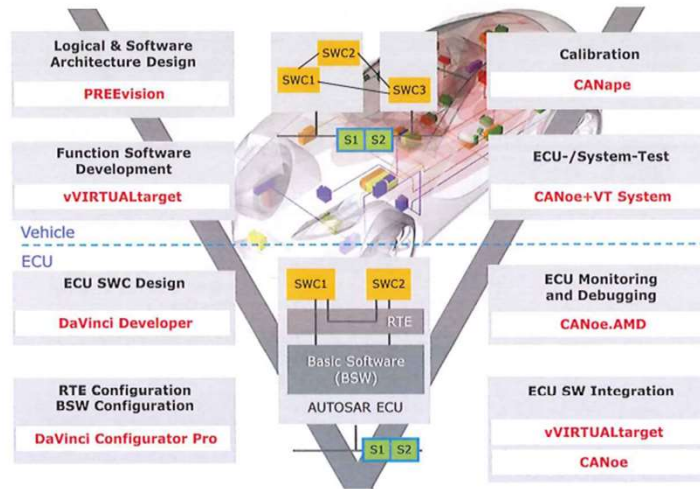 Logical & Software
Architecture Design
PREEvision
SWC2
SWC1
SWC3
S1 S2
Calibration
CANape
Function Software
Development
vVIRTUALtarget
ECU-/System-Test
CANoe+VT System
Vehicle
ECU
ECU SWC Design
DaVinci Developer
SWC1 SWC2
RTE
Basic Software
(BSW)
AUTOSAR ECU
S1 S2
ECU Monitoring
and Debugging
CANoe.AMD
RTE Configuration
BSW Configuration
DaVinci Configurator Pro
ECU SW Integration
vVIRTUALtarget
CANoe